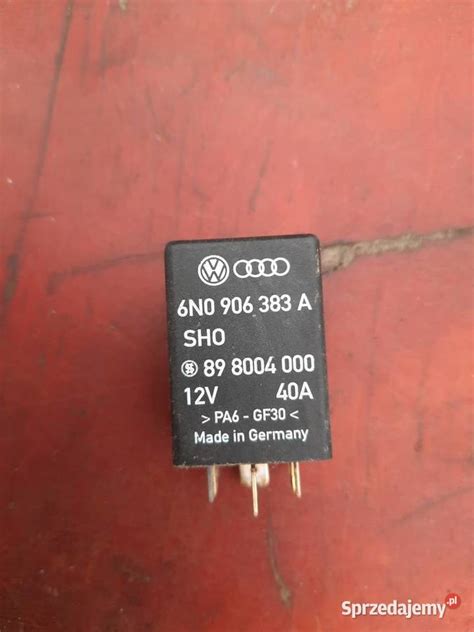 6N0 906 383 A
SHO
89 8004 000
12V 40A
> PA6 - GF30 <
Made in Germany
Sprzedajemy.pl